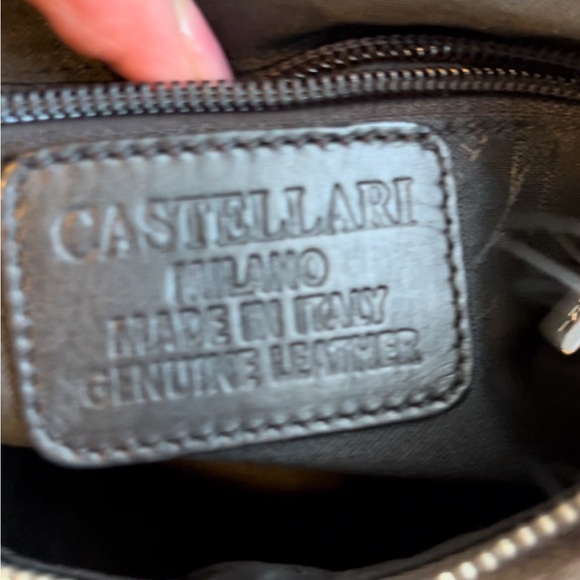 CASTELLARI
MILANO
MADE IN ITALY
GENUINE LEATHER